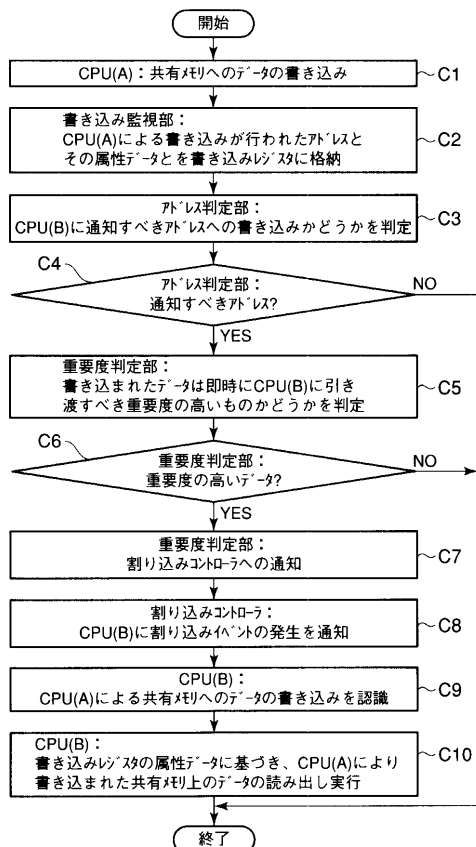 開始
CPU(A)：共有メモリへのデータの書き込み
C1
書き込み監視部：
CPU(A)による書き込みが行われたアドレスと
その属性データとを書き込みレジスタに格納
C2
アドレス判定部：
CPU(B)に通知すべきアドレスへの書き込みかどうかを判定
C3
C4
アドレス判定部：
通知すべきアドレス?
NO
YES
重要度判定部：
書き込まれたデータは即時にCPU(B)に引き
渡すべき重要度の高いものかどうかを判定
C5
C6
重要度判定部：
重要度の高いデータ?
NO
YES
重要度判定部：
割り込みコントローラへの通知
C7
割り込みコントローラ：
CPU(B)に割り込みイベントの発生を通知
C8
CPU(B)：
CPU(A)による共有メモリへのデータの書き込みを認識
C9
CPU(B)：
書き込みレジスタの属性データに基づき、CPU(A)により
書き込まれた共有メモリ上のデータの読み出し実行
C10
終了